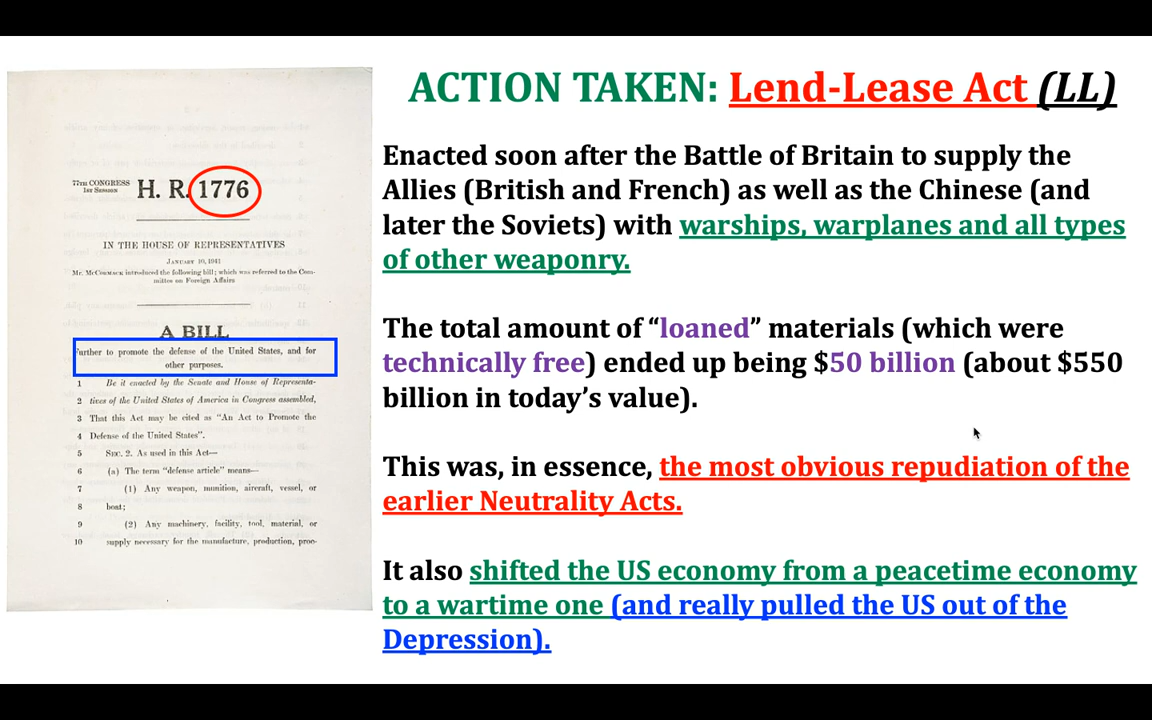 ACTION TAKEN: Lend-Lease Act (LL)
77TH CONGRESS
1ST SESSION
H. R. 1776
IN THE HOUSE OF REPRESENTATIVES
JANUARY 10, 1941
Mr. MCCORMACK introduced the following bill; which was referred to the Com-
mittee on Foreign Affairs
A BILL
Further to promote the defense of the United States, and for
other purposes.
1 Be it enacted by the Senate and House of Representa-
2 tives of the United States of America in Congress assembled,
3 That this Act may be cited as "An Act to Promote the
4 Defense of the United States".
5 SEC. 2. As used in this Act—
6 (a) The term "defense article" means—
7 (1) Any weapon, munition, aircraft, vessel, or
8 boat;
9 (2) Any machinery, facility, tool, material, or
10 supply necessary for the manufacture, production, proc-
Enacted soon after the Battle of Britain to supply the
Allies (British and French) as well as the Chinese (and
later the Soviets) with warships, warplanes and all types
of other weaponry.
The total amount of “loaned” materials (which were
technically free) ended up being $50 billion (about $550
billion in today’s value).
This was, in essence, the most obvious repudiation of the
earlier Neutrality Acts.
It also shifted the US economy from a peacetime economy
to a wartime one (and really pulled the US out of the
Depression).